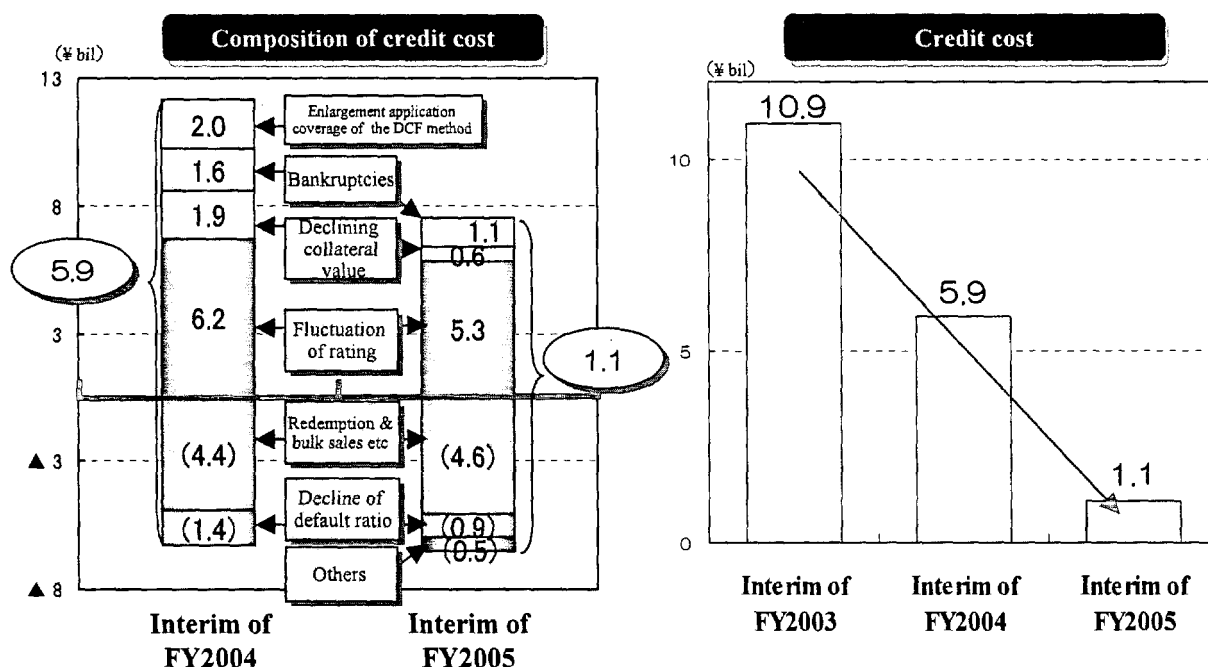 Composition of credit cost
(¥ bil)
13
8
3
▲ 3
▲ 8
2.0
1.6
1.9
6.2
(4.4)
(1.4)
5.9
Enlargement application
coverage of the DCF method
Bankruptcies
Declining
collateral
value
Fluctuation
of rating
Redemption &
bulk sales etc
Decline of
default ratio
Others
1.1
0.6
5.3
(4.6)
(0.9)
(0.5)
1.1
Interim of
FY2004
Interim of
FY2005
Credit cost
(¥ bil)
10
5
0
10.9
5.9
1.1
Interim of
FY2003
Interim of
FY2004
Interim of
FY2005